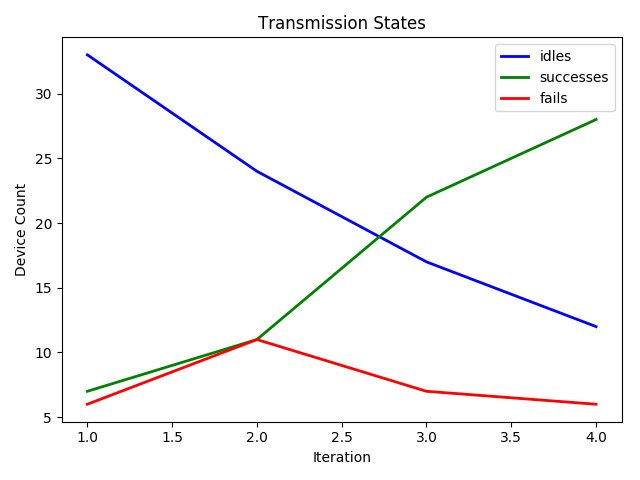 Transmission States
idles
successes
fails
Device Count
30
25
20
15
10
5
1.0 1.5 2.0 2.5 3.0 3.5 4.0
Iteration